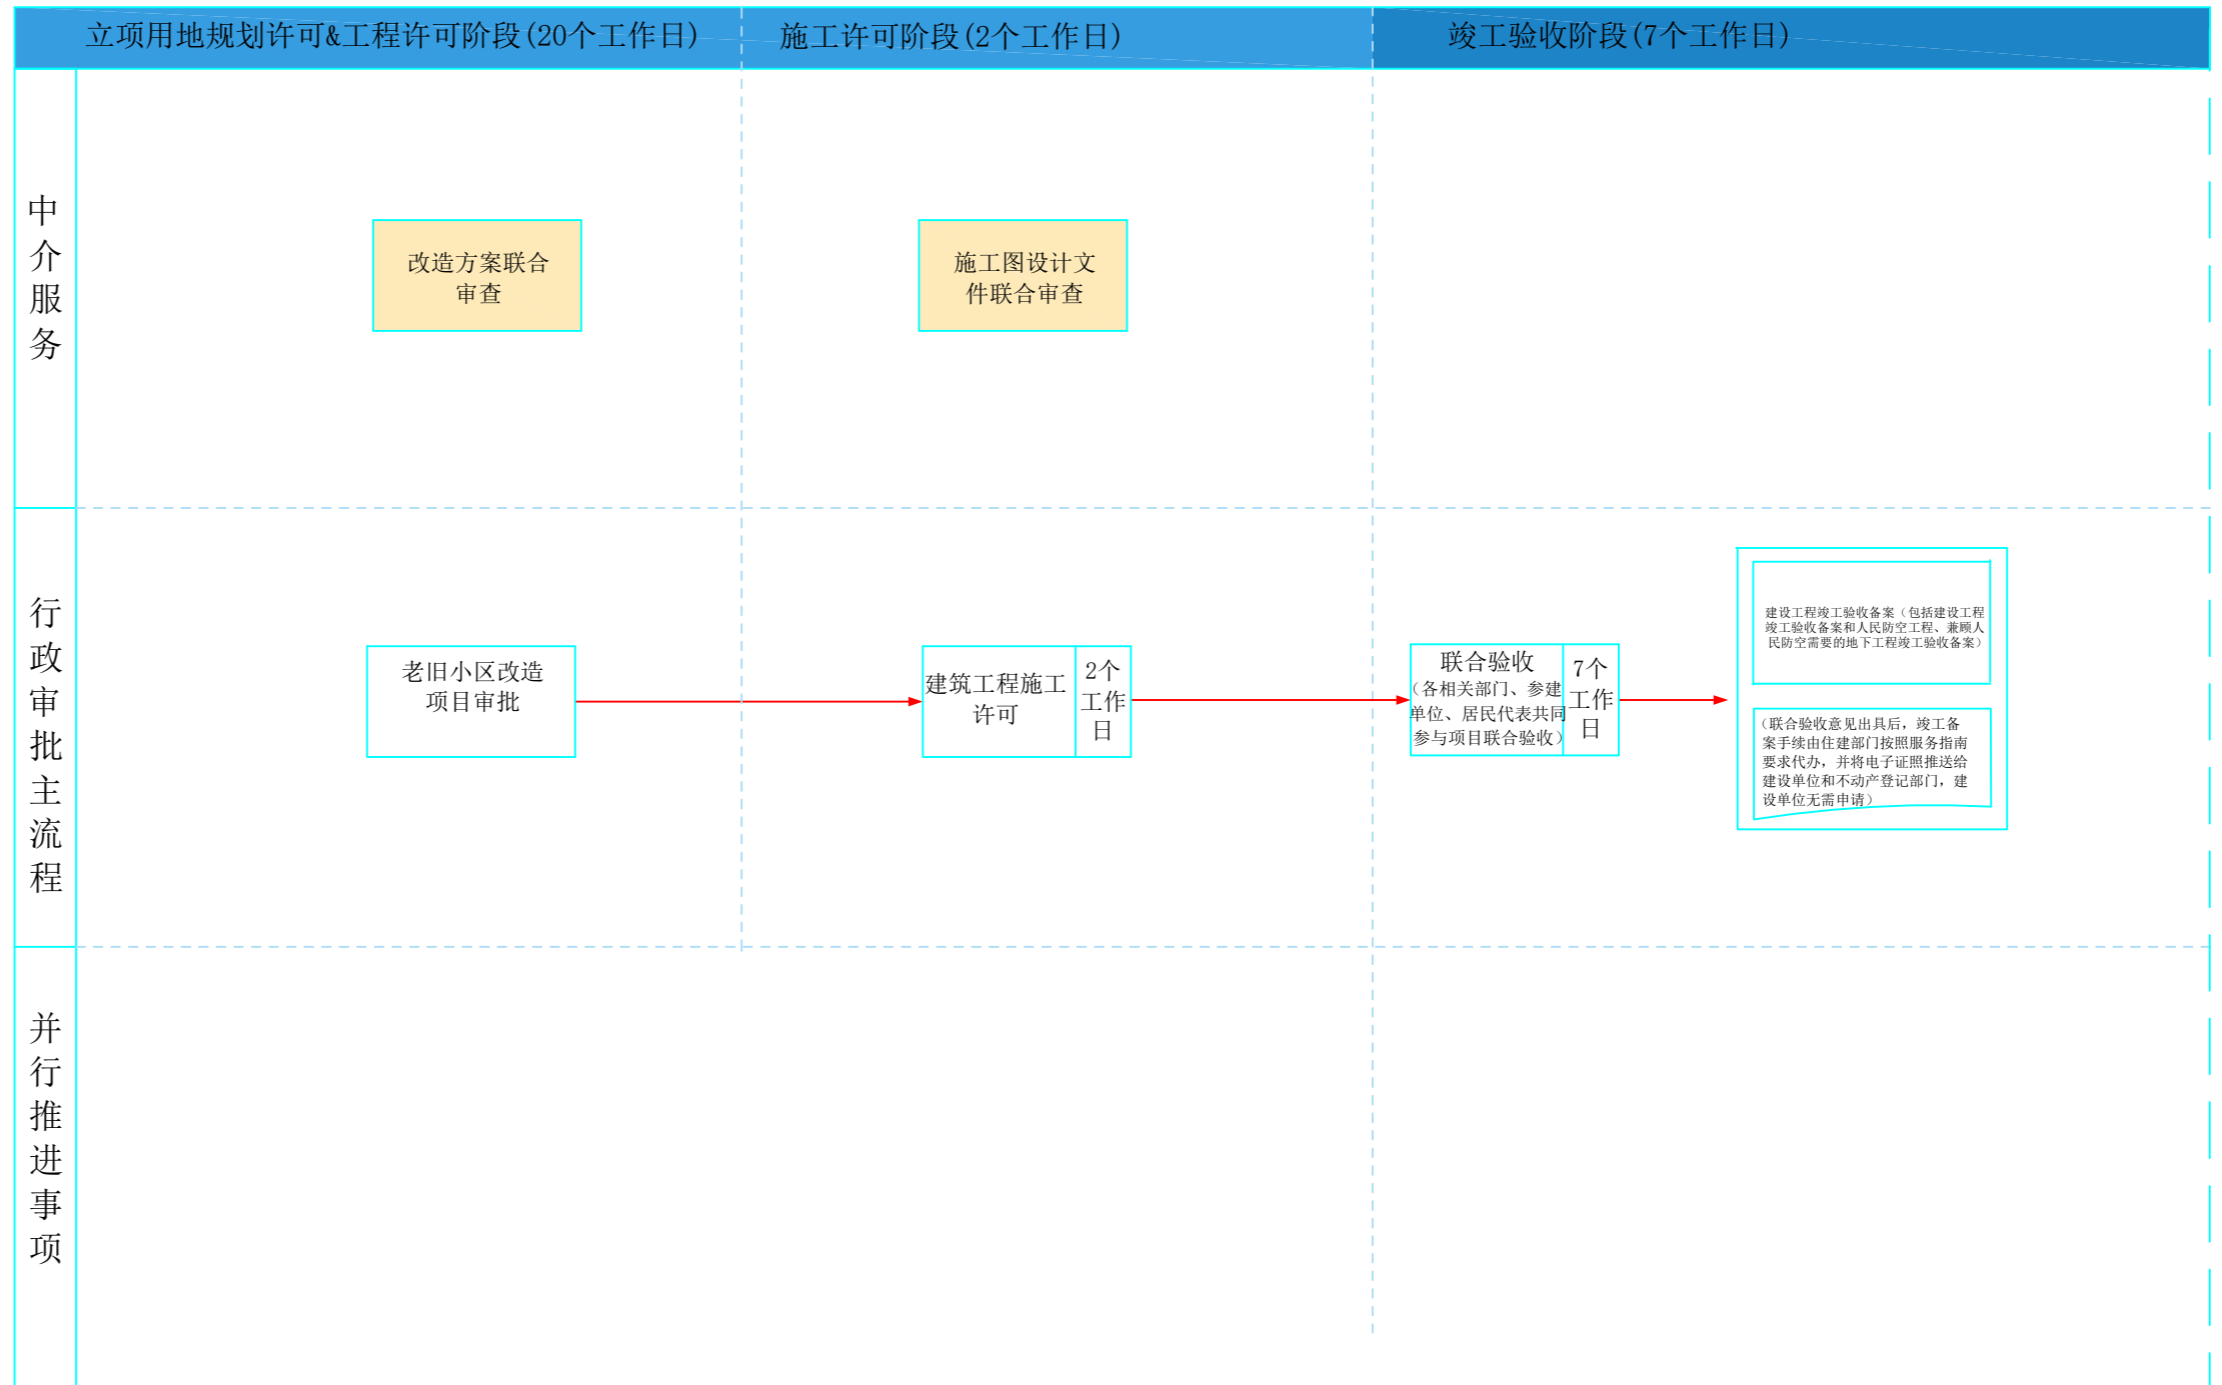 立项用地规划许可&工程许可阶段(20个工作日)
施工许可阶段(2个工作日)
竣工验收阶段(7个工作日)
中介服务
改造方案联合
审查
施工图设计文
件联合审查
行政审批主流程
老旧小区改造
项目审批
建筑工程施工
许可
2个
工作
日
联合验收
(各相关部门、参建
单位、居民代表共同
参与项目联合验收)
7个
工作
日
建设工程竣工验收备案（包括建设工程
竣工验收备案和人民防空工程、兼顾人
民防空需要的地下工程竣工验收备案）
（联合验收意见出具后，竣工备
案手续由住建部门按照服务指南
要求代办，并将电子证照推送给
建设单位和不动产登记部门，建
设单位无需申请）
并行推进事项